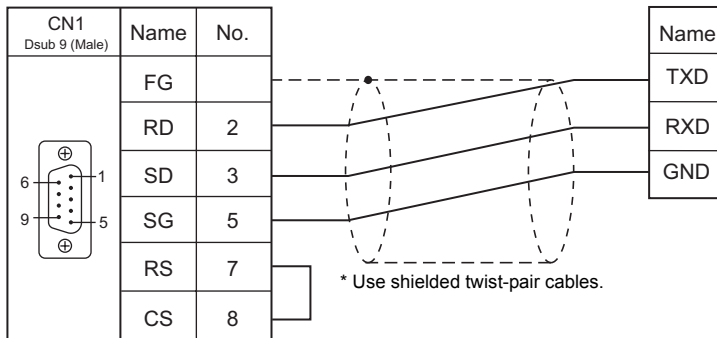 CN1
Dsub 9 (Male)
Name
No.
Name
FG
TXD
RD
2
RXD
SD
3
GND
6
1
9
5
SG
5
RS
7
* Use shielded twist-pair cables.
CS
8